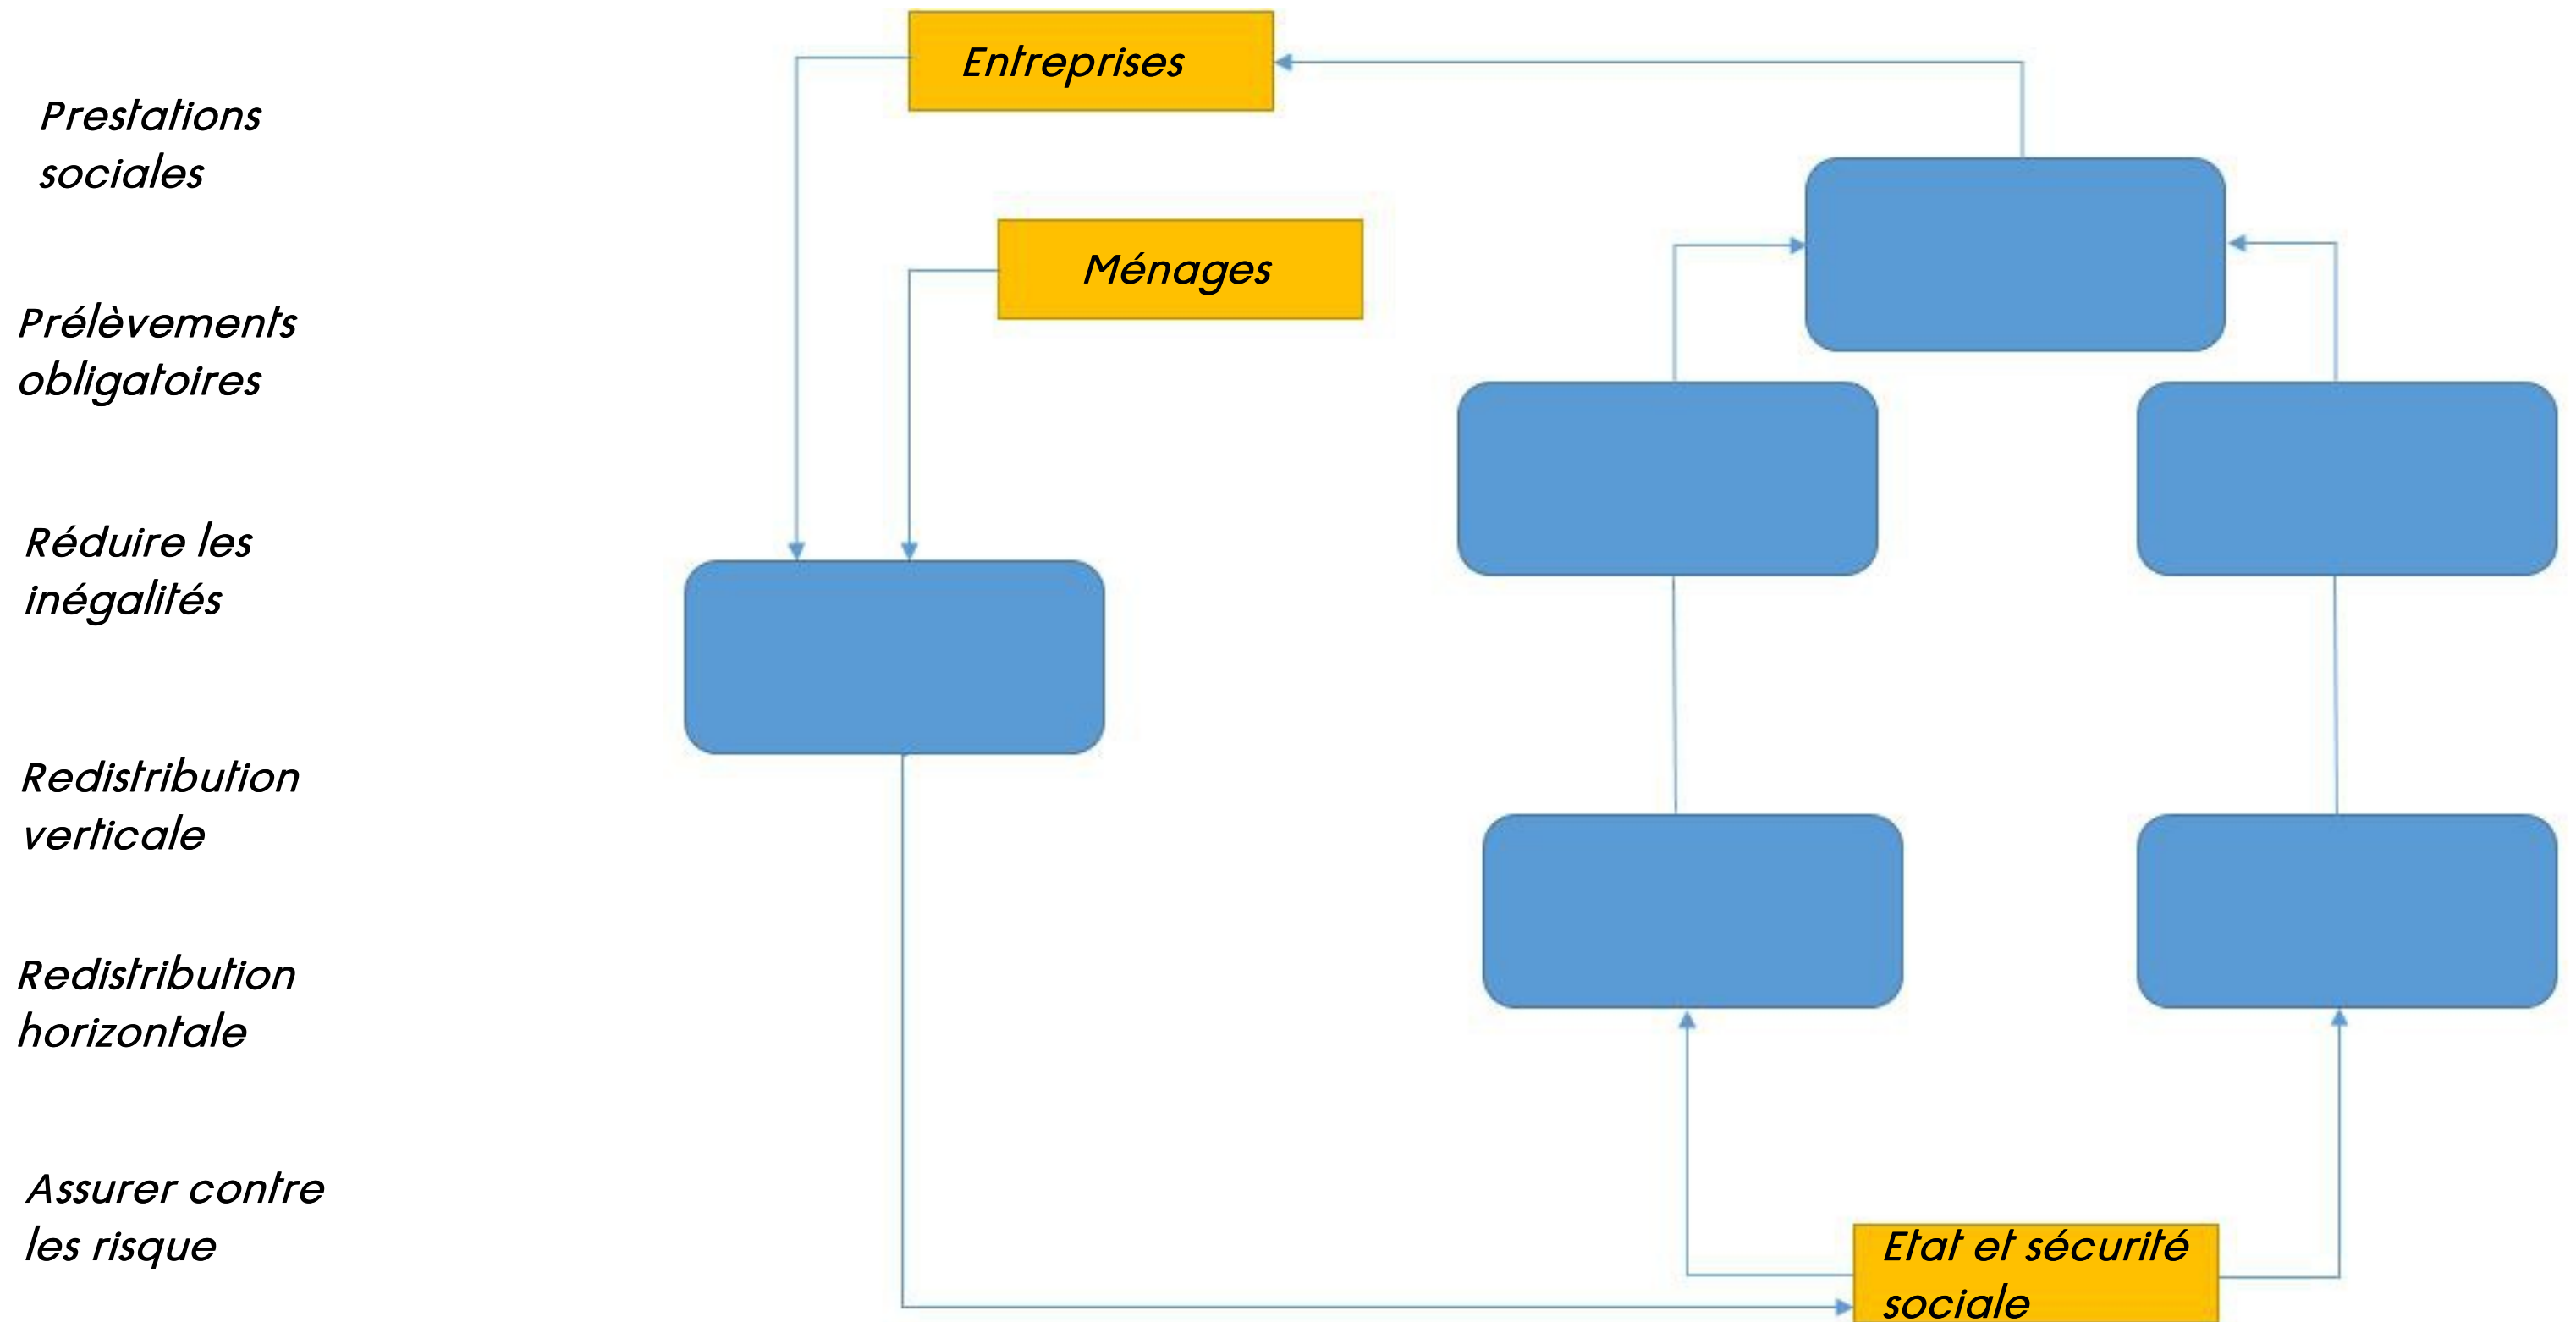 Entreprises
Prestations
sociales
Ménages
Prélèvements
obligatoires
Réduire les
inégalités
Redistribution
verticale
Redistribution
horizontale
Assurer contre
les risque
Etat et sécurité
sociale